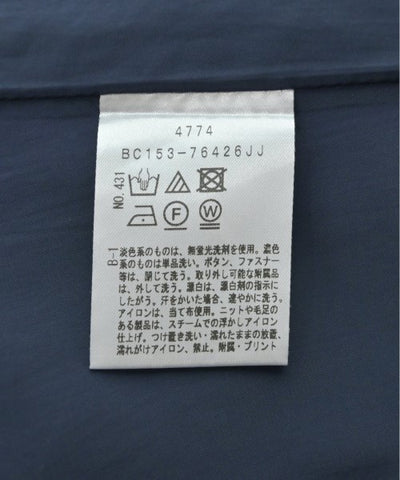 4774
BC153-76426JJ
NO.431
F
W
B-1
淡色系のものは、無蛍光洗剤を使用。濃色
系のものは単品洗い。ボタン、ファスナー
等は、閉じて洗う。取り外し可能な附属品
は、外して洗う。漂白は、漂白剤の指示に
したがう。汗をかいた場合、速やかに洗う。
アイロンは、当て布使用。ニットや毛足の
ある製品は、スチームでの浮かしアイロン
仕上げ。つけ置き洗い・濡れたままの放置、
濡れがけアイロン、禁止。附属・プリント